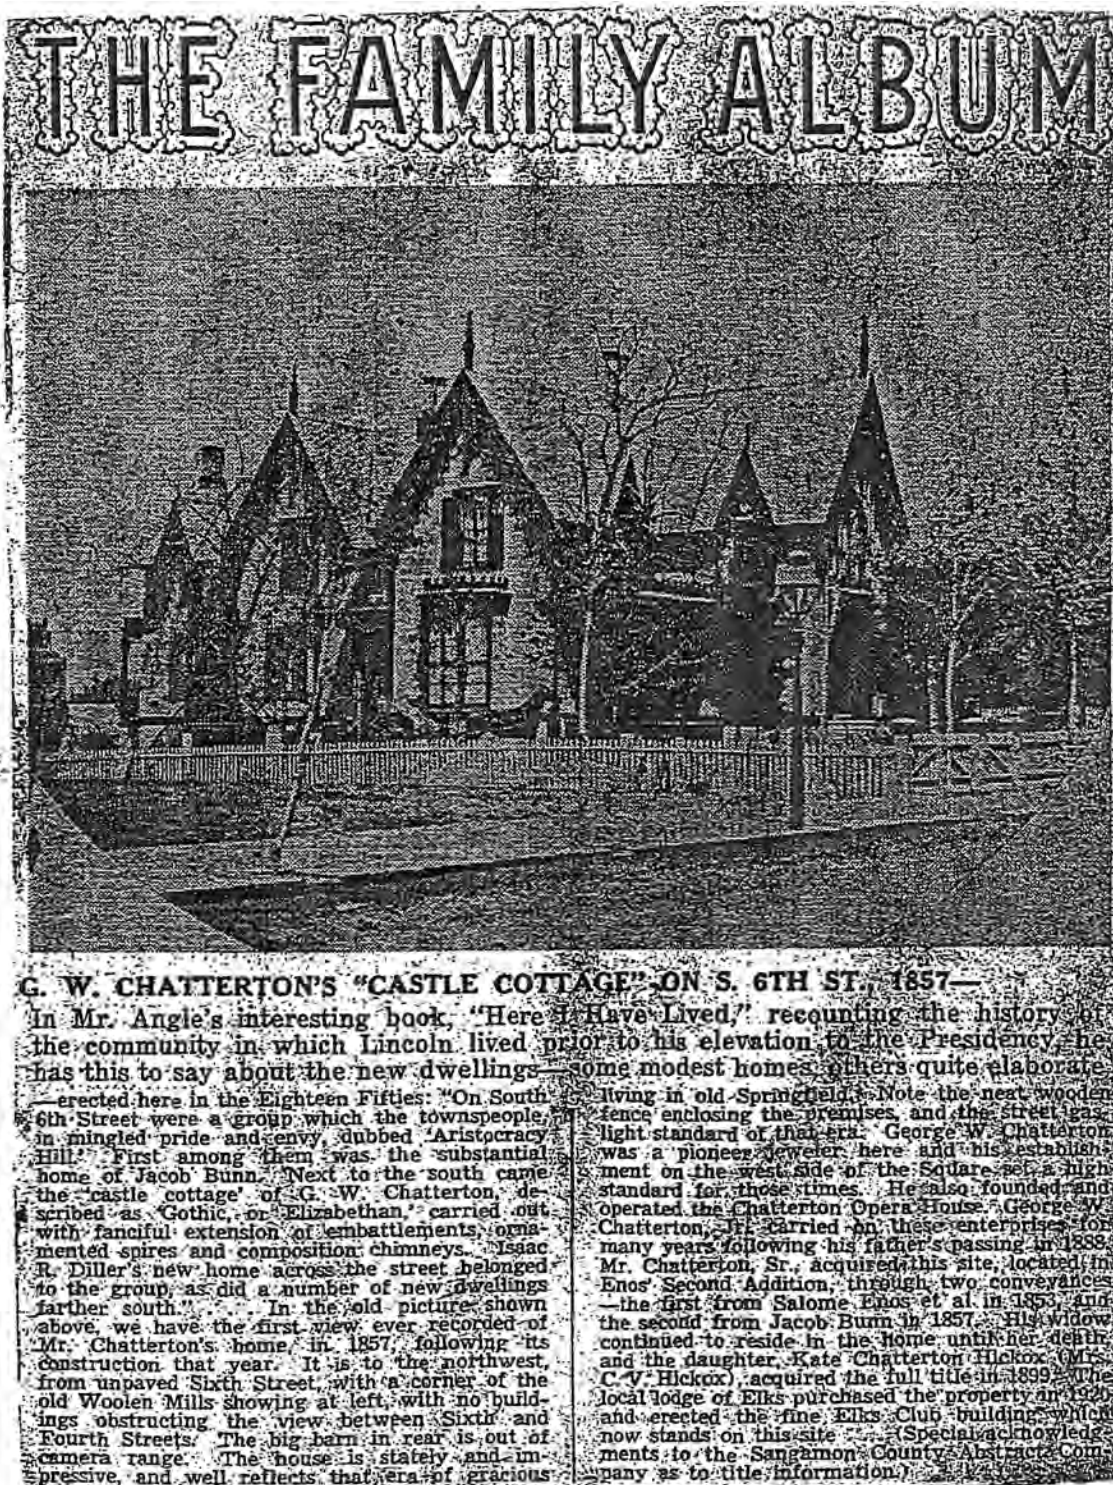 THE FAMILY ALBUM
G. W. CHATTERTON'S "CASTLE COTTAGE" ON S. 6TH ST., 1857—
In Mr. Angle's interesting book, "Here I Have Lived," recounting the history of
the community in which Lincoln lived prior to his elevation to the Presidency, he
has this to say about the new dwellings—some modest homes, others quite elaborate
—erected here in the Eighteen Fifties: "On South
6th Street were a group which the townspeople,
in mingled pride and envy, dubbed 'Aristocracy
Hill.' First among them was the substantial
home of Jacob Bunn. Next to the south came
the 'castle cottage' of G. W. Chatterton, de-
scribed as 'Gothic, or Elizabethan,' carried out
with fanciful extension of embattlements, orna-
mented spires and composition chimneys. Isaac
R. Diller's new home across the street belonged
to the group, as did a number of new dwellings
farther south." . . . . In the old picture shown
above, we have the first view ever recorded of
Mr. Chatterton's home, in 1857, following its
construction that year. It is to the northwest,
from unpaved Sixth Street, with a corner of the
old Woolen Mills showing at left, with no build-
ings obstructing the view between Sixth and
Fourth Streets. The big barn in rear is out of
camera range. The house is stately and im-
pressive, and well reflects that era of gracious
living in old Springfield. Note the neat wooden
fence enclosing the premises, and the street gas
light standard of that era. George W. Chatterton
was a pioneer jeweler here and his establish-
ment on the west side of the Square set a high
standard for those times. He also founded and
operated the Chatterton Opera House. George W.
Chatterton, Jr. carried on these enterprises for
many years following his father's passing in 1888.
Mr. Chatterton, Sr., acquired this site, located in
Enos' Second Addition, through two conveyances
—the first from Salome Enos et al in 1853, and
the second from Jacob Bunn in 1857. His widow
continued to reside in the home until her death
and the daughter, Kate Chatterton Hickox (Mrs.
C. V. Hickox) acquired the full title in 1899. The
local lodge of Elks purchased the property in 1920
and erected the fine Elks Club building which
now stands on this site . . . . (Special acknowledg-
ments to the Sangamon County Abstract Com-
pany as to title information.)